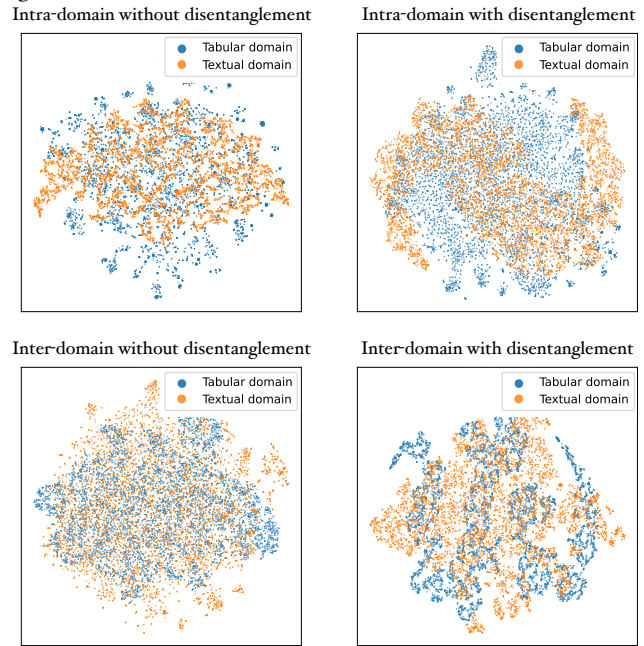 Intra-domain without disentanglement
Intra-domain with disentanglement
Tabular domain
Textual domain
Tabular domain
Textual domain
Inter-domain without disentanglement
Inter-domain with disentanglement
Tabular domain
Textual domain
Tabular domain
Textual domain